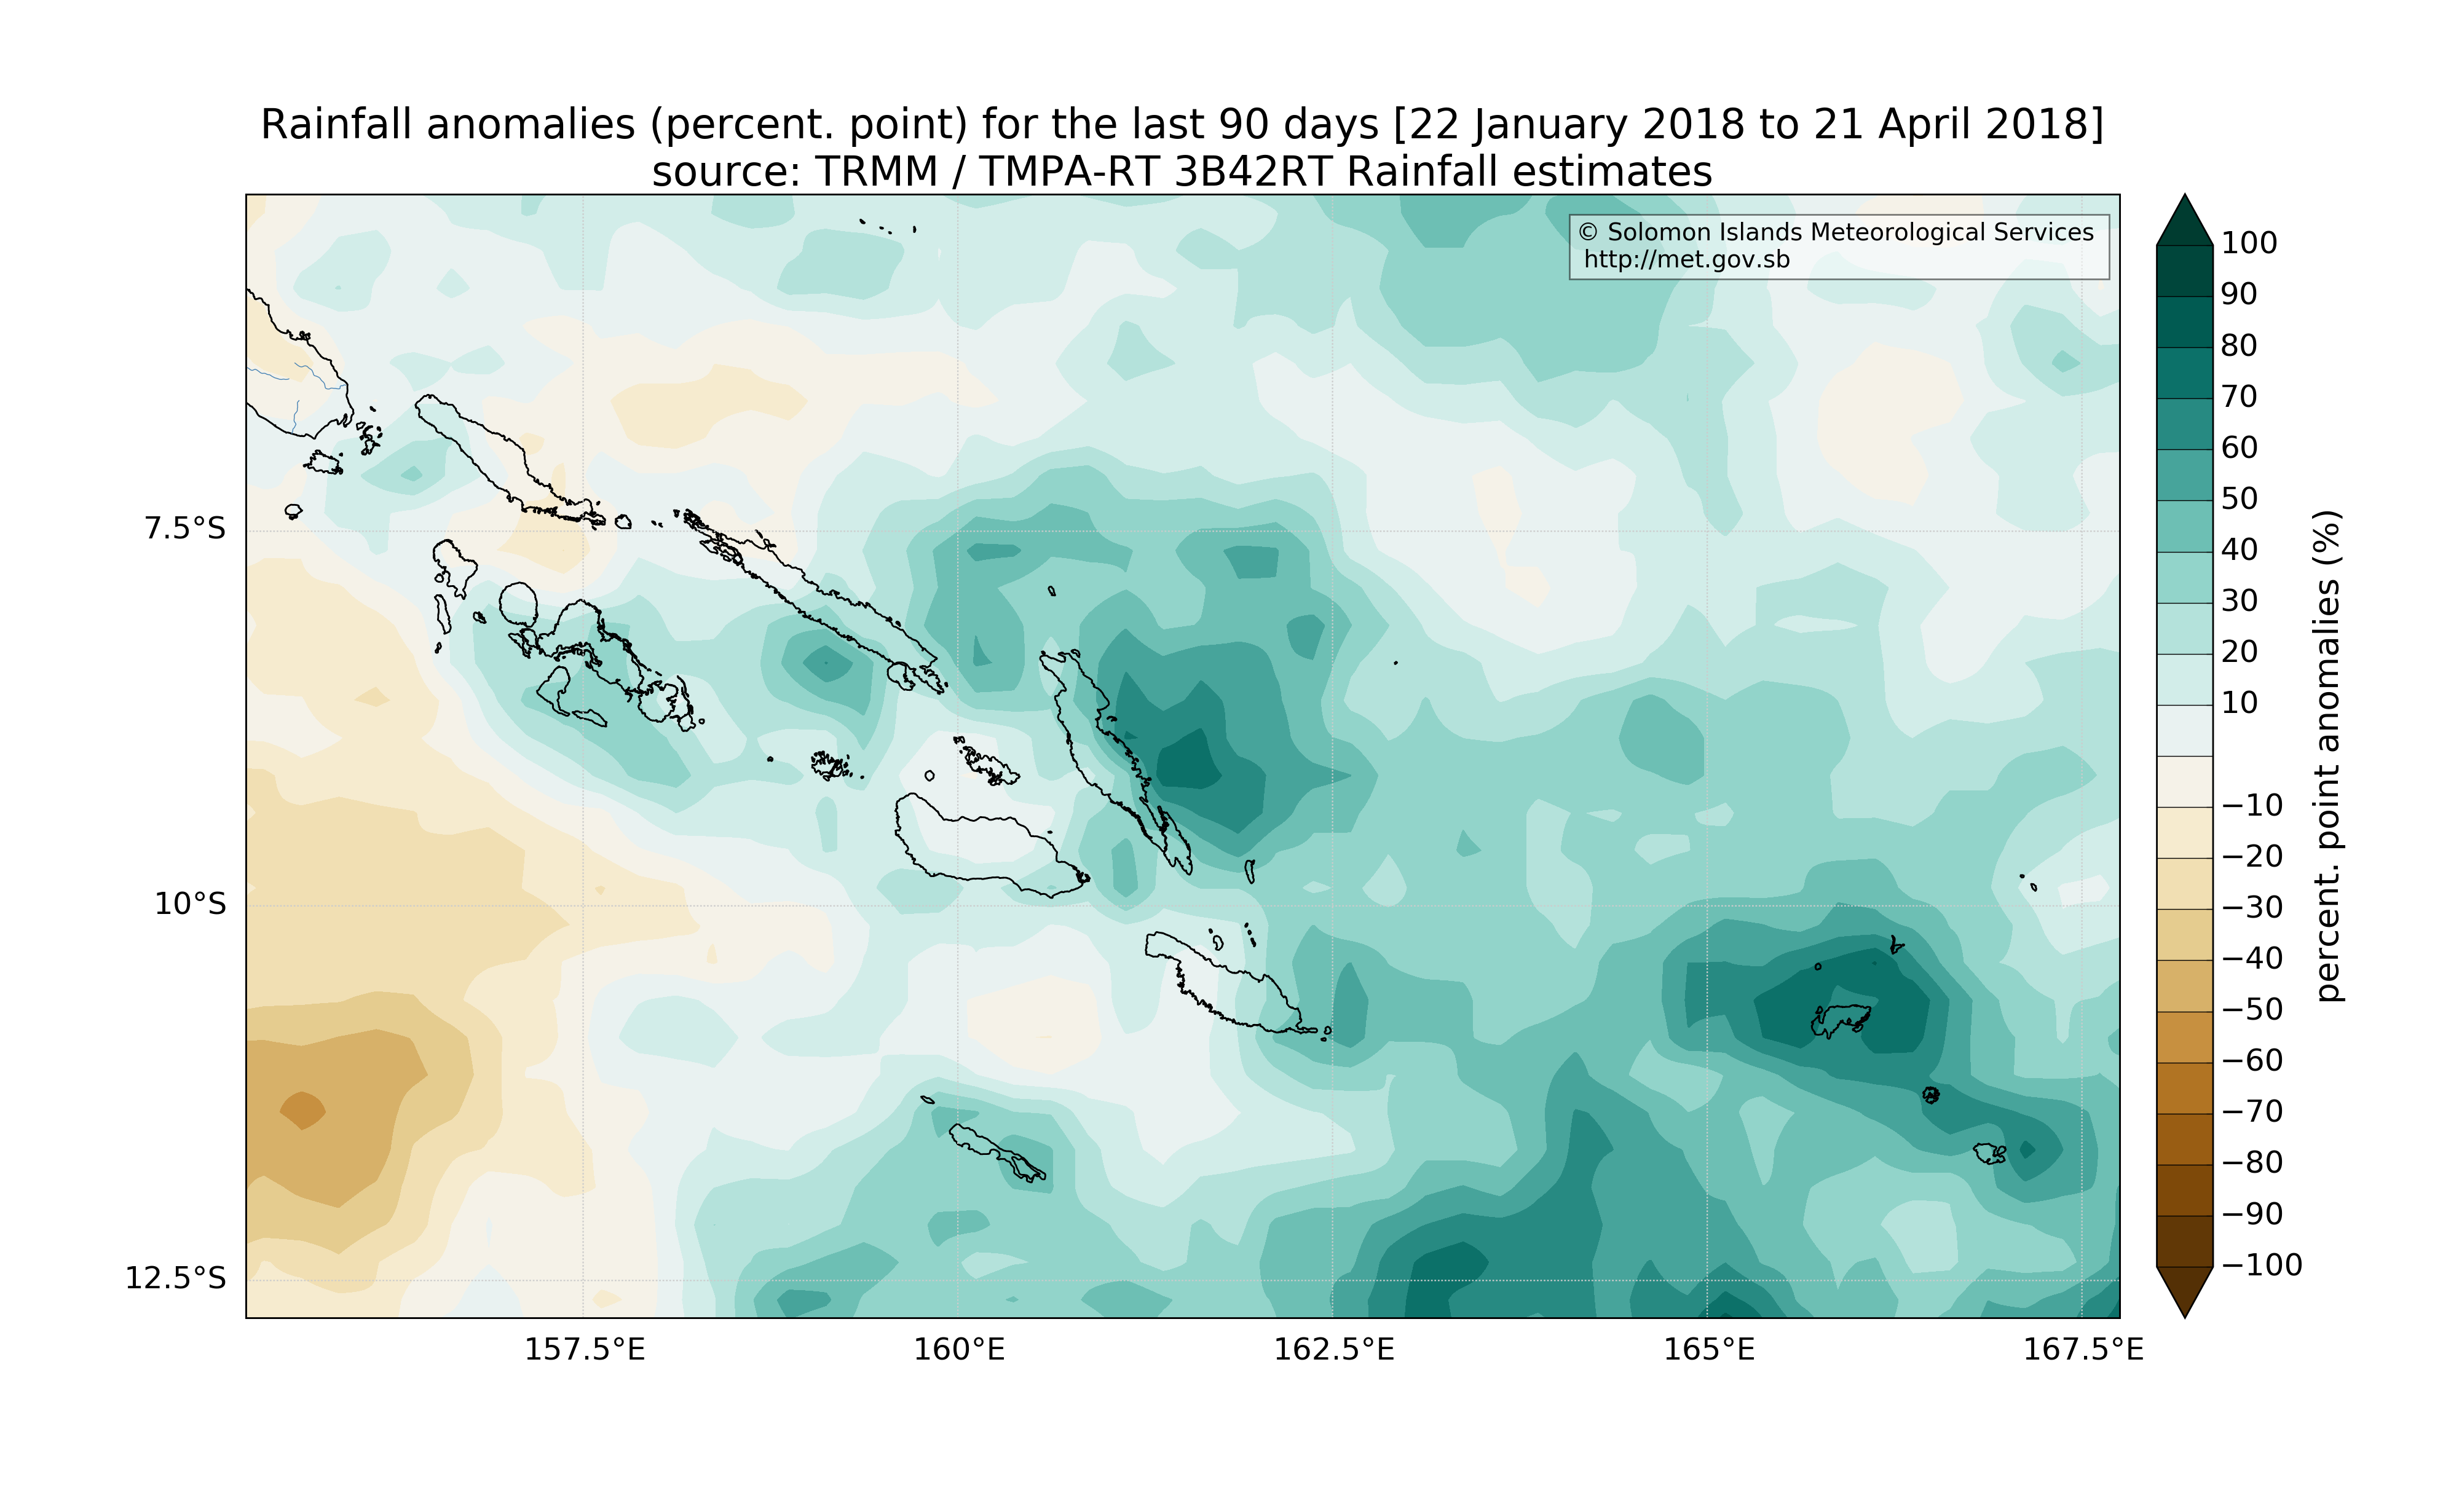 Rainfall anomalies (percent. point) for the last 90 days [22 January 2018 to 21 April 2018]
source: TRMM / TMPA-RT 3B42RT Rainfall estimates
© Solomon Islands Meteorological Services
http://met.gov.sb
7.5°S
10°S
12.5°S
157.5°E
160°E
162.5°E
165°E
167.5°E
100
90
80
70
60
50
40
30
20
10
−10
−20
−30
−40
−50
−60
−70
−80
−90
−100
percent. point anomalies (%)